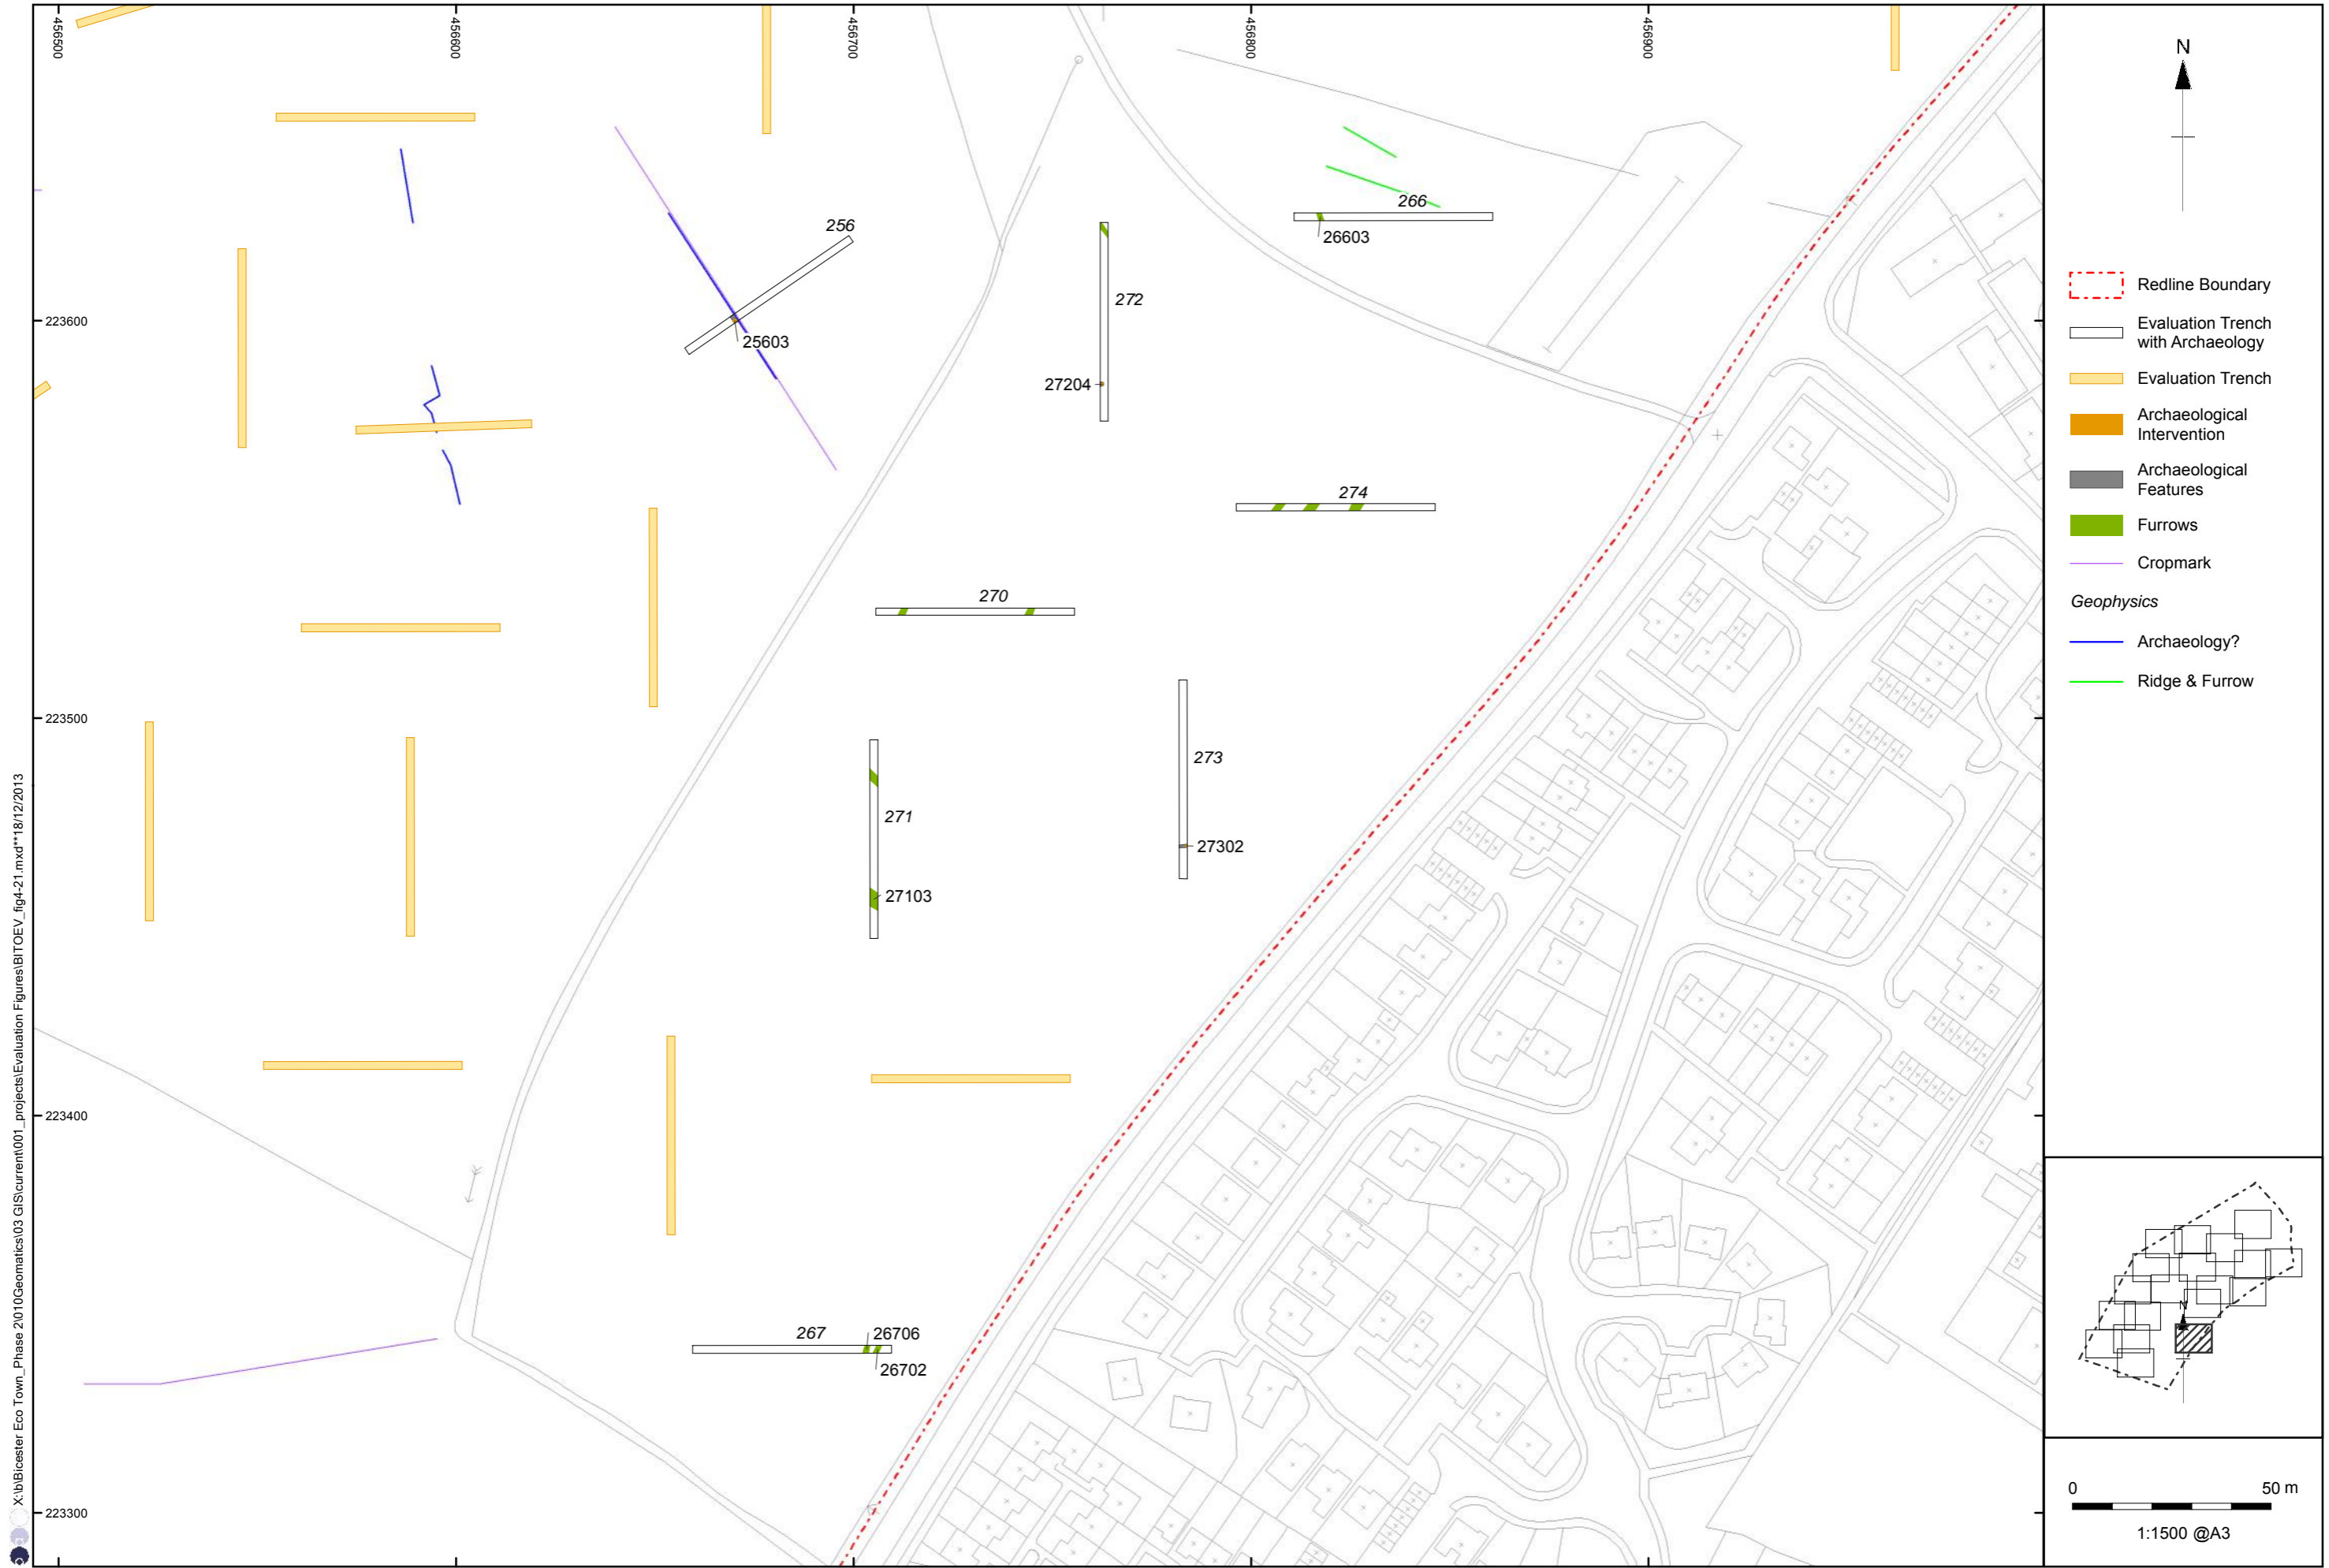 456500
456600
456700
456800
456900
223600
223500
223400
223300
256
25603
266
26603
272
27204
274
270
273
27302
271
27103
267
26706
26702
N
Redline Boundary
Evaluation Trench
with Archaeology
Evaluation Trench
Archaeological
Intervention
Archaeological
Features
Furrows
Cropmark
Geophysics
Archaeology?
Ridge & Furrow
N
0 50 m
1:1500 @A3
X:\b\Bicester Eco Town_Phase 2\010Geomatics\03 GIS\current\001_projects\Evaluation Figures\BITOEV_fig4-21.mxd**18/12/2013